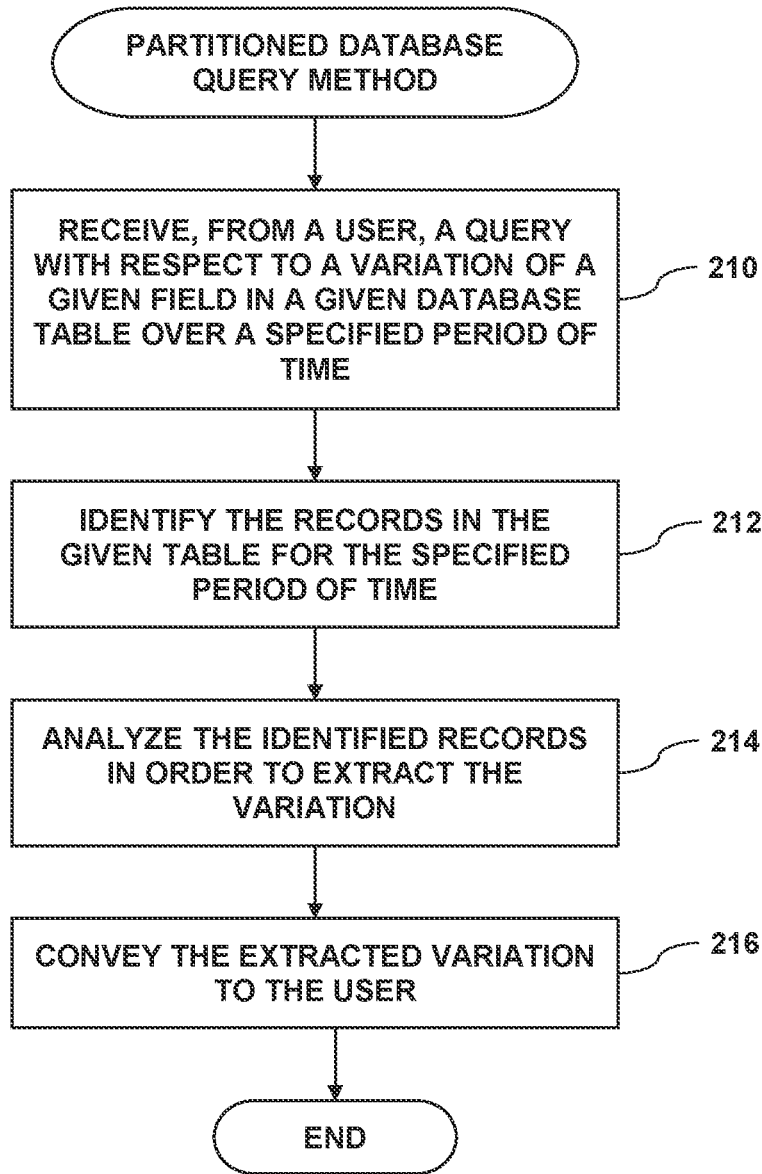 PARTITIONED DATABASE
QUERY METHOD
RECEIVE, FROM A USER, A QUERY
WITH RESPECT TO A VARIATION OF A
GIVEN FIELD IN A GIVEN DATABASE
TABLE OVER A SPECIFIED PERIOD OF
TIME
210
IDENTIFY THE RECORDS IN THE
GIVEN TABLE FOR THE SPECIFIED
PERIOD OF TIME
212
ANALYZE THE IDENTIFIED RECORDS
IN ORDER TO EXTRACT THE
VARIATION
214
CONVEY THE EXTRACTED VARIATION
TO THE USER
216
END